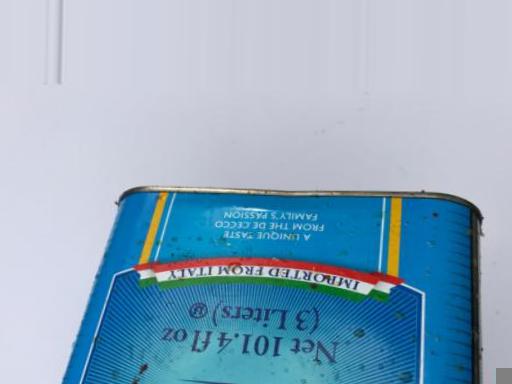 Net 101.4 fl oz
(3 Liters)
IMPORTED FROM ITALY
A UNIQUE TASTE
FROM THE DE CECCO
FAMILY'S PASSION